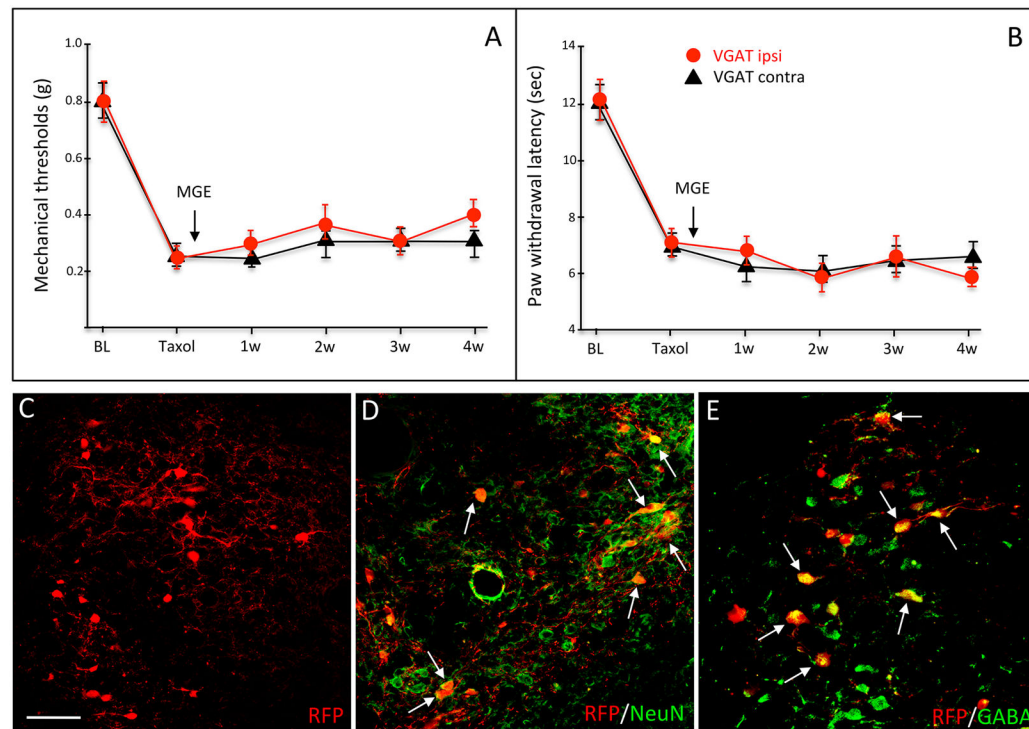 A
Mechanical thresholds (g)
1.0
0.8
0.6
0.4
0.2
MGE
BL
Taxol
1w
2w
3w
4w
B
Paw withdrawal latency (sec)
14
12
10
8
6
4
VGAT ipsi
VGAT contra
MGE
BL
Taxol
1w
2w
3w
4w
C
RFP
D
RFP/NeuN
E
RFP/GABA